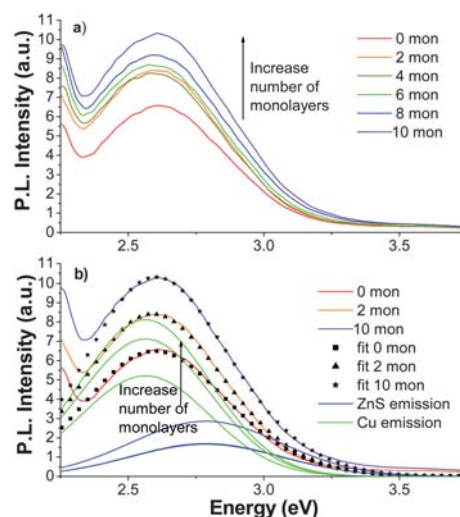 a)
P.L. Intensity (a.u.)
11
10
9
8
7
6
5
4
3
2
1
0
Increase
number of
monolayers
0 mon
2 mon
4 mon
6 mon
8 mon
10 mon
2.5
3.0
3.5
b)
P.L. Intensity (a.u.)
11
10
9
8
7
6
5
4
3
2
1
0
Increase
number of
monolayers
0 mon
2 mon
10 mon
fit 0 mon
fit 2 mon
fit 10 mon
ZnS emission
Cu emission
2.5
3.0
3.5
Energy (eV)